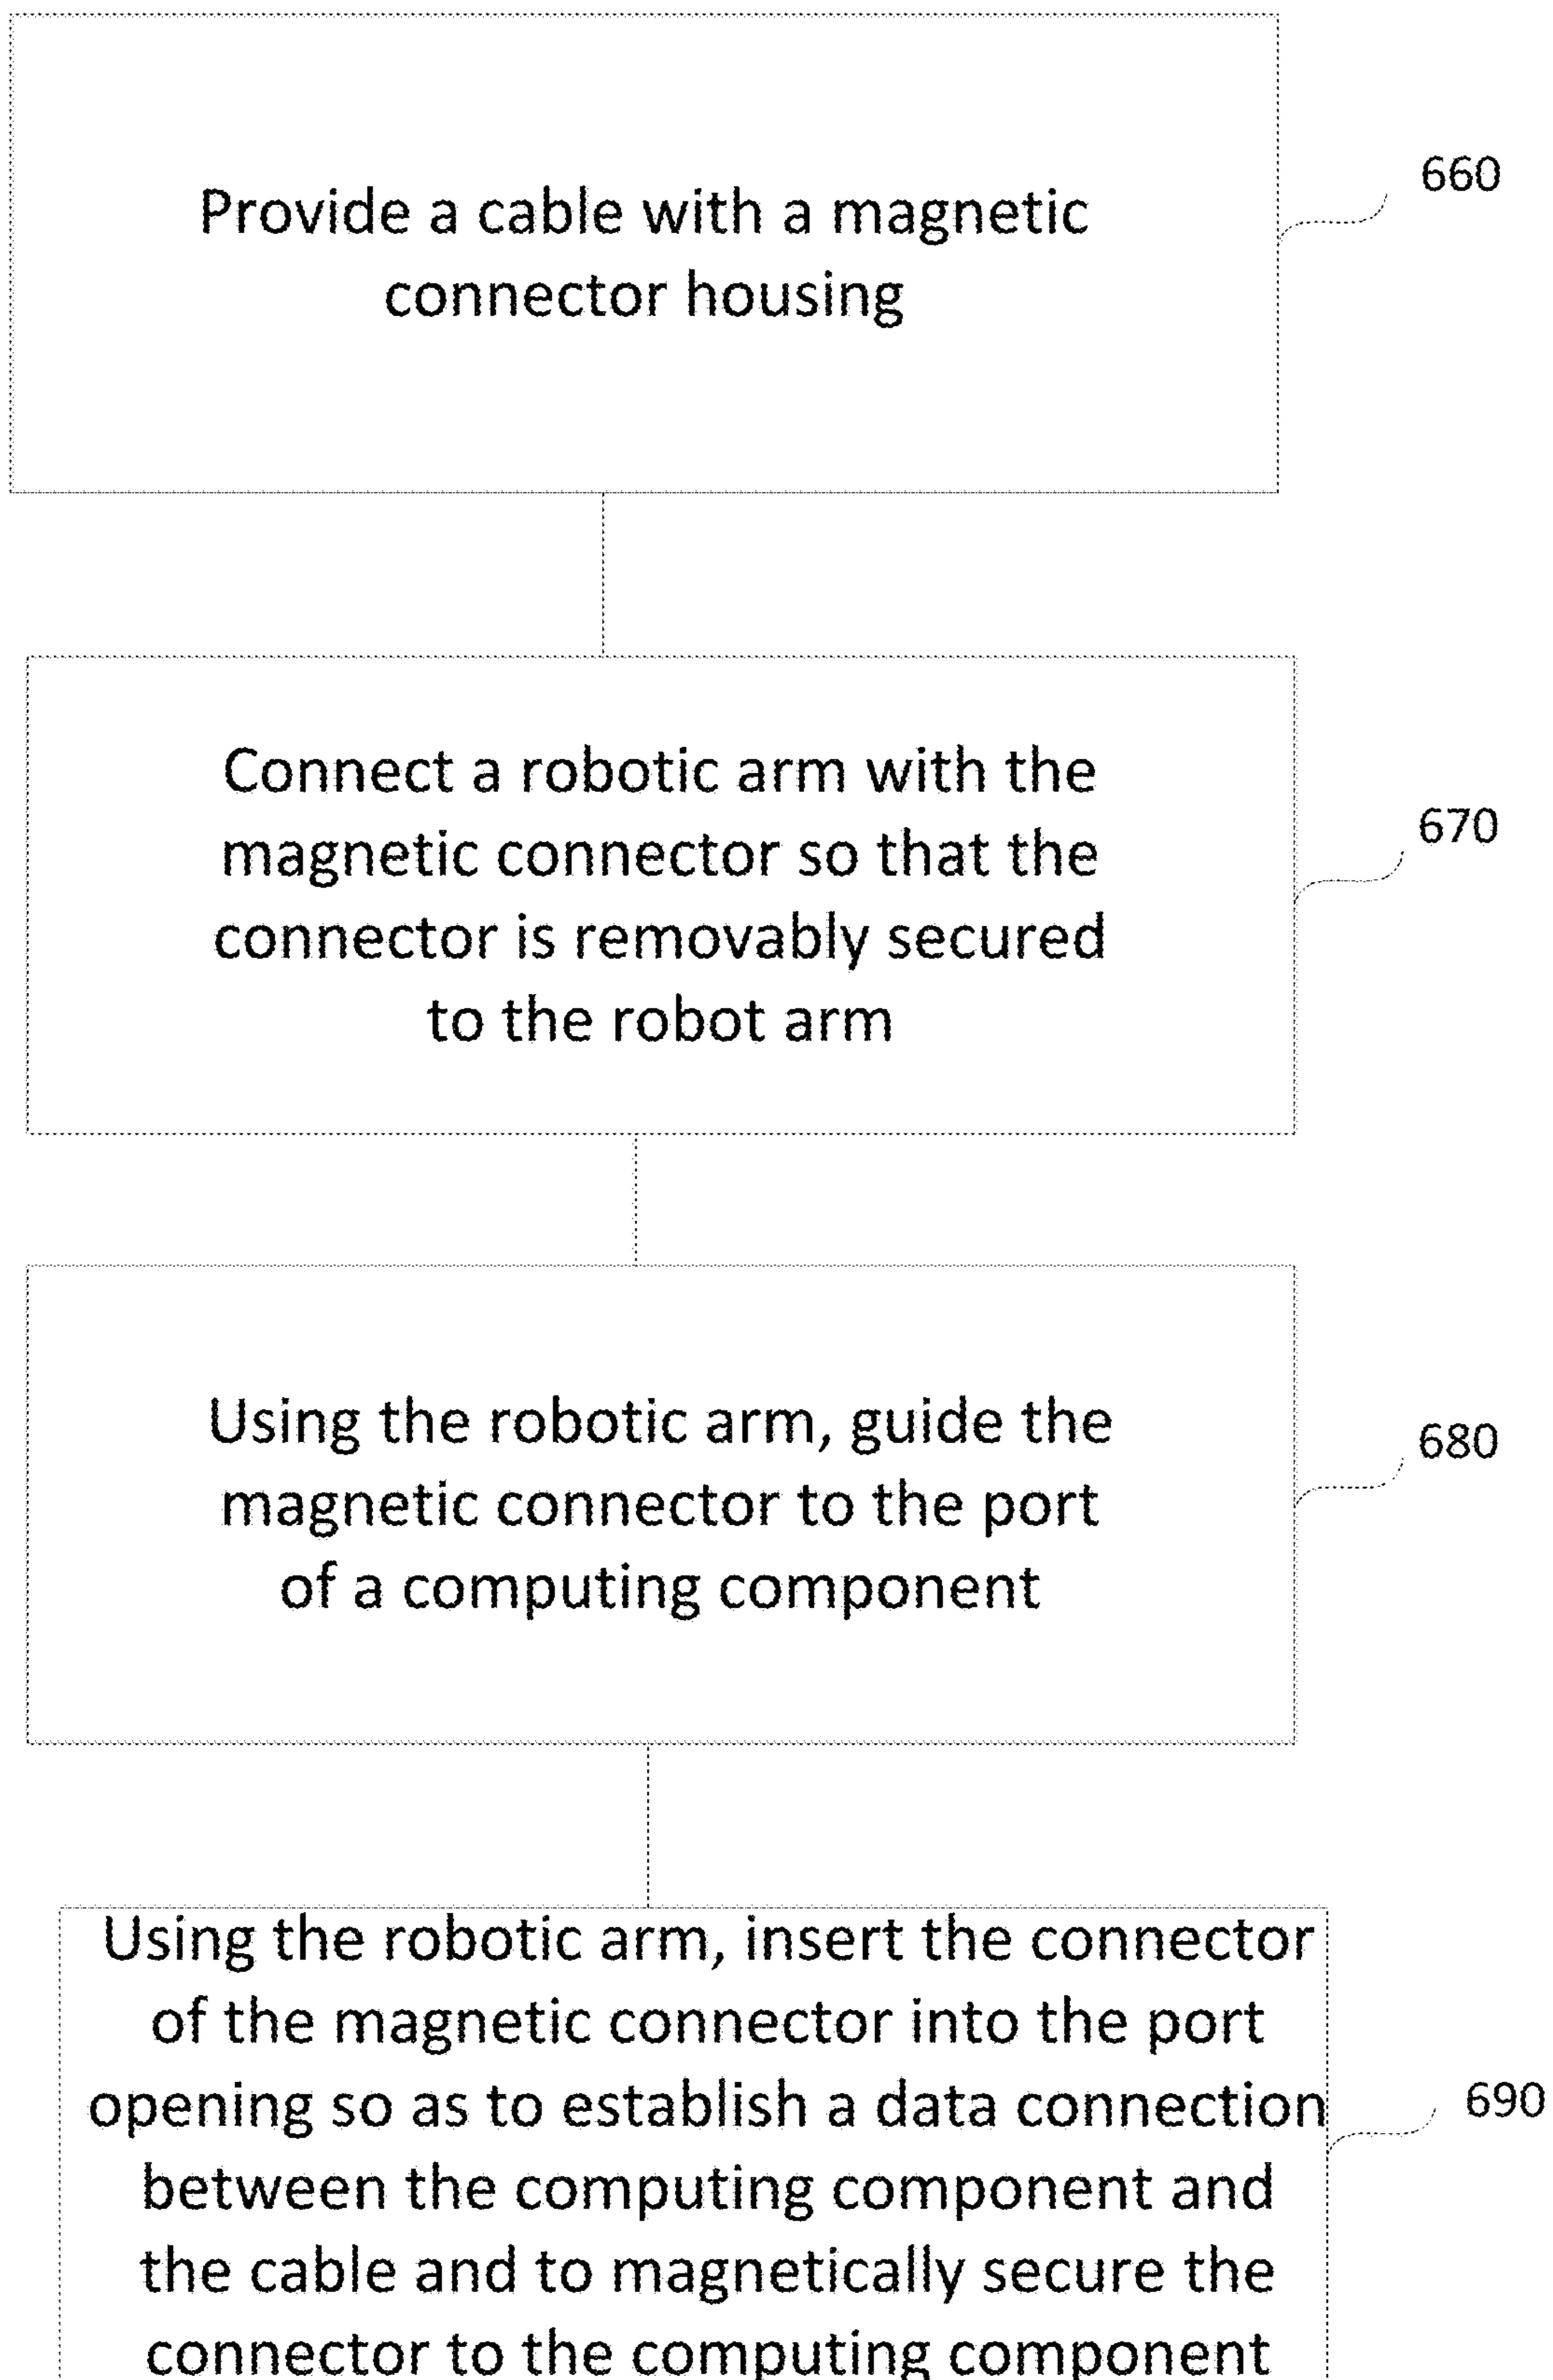 Provide a cable with a magnetic
connector housing
660
Connect a robotic arm with the
magnetic connector so that the
connector is removably secured
to the robot arm
670
Using the robotic arm, guide the
magnetic connector to the port
of a computing component
680
Using the robotic arm, insert the connector
of the magnetic connector into the port
opening so as to establish a data connection
between the computing component and
the cable and to magnetically secure the
connector to the computing component
690